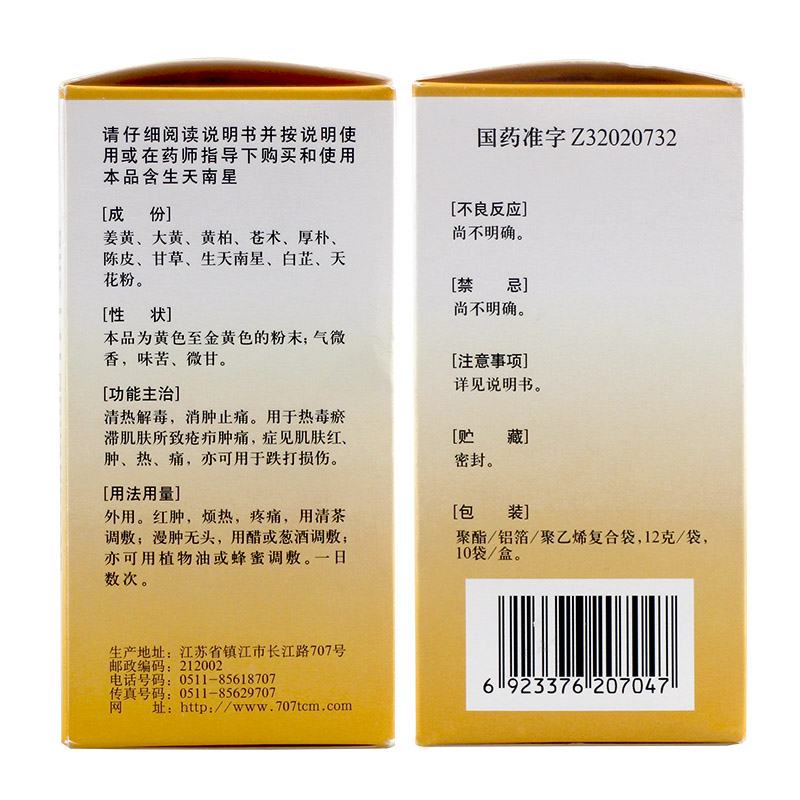 请仔细阅读说明书并按说明使
用或在药师指导下购买和使用
本品含生天南星
[成 份]
姜黄、大黄、黄柏、苍术、厚朴、
陈皮、甘草、生天南星、白芷、天
花粉。
[性 状]
本品为黄色至金黄色的粉末；气微
香，味苦、微甘。
[功能主治]
清热解毒，消肿止痛。用于热毒瘀
滞肌肤所致疮疖肿痛，症见肌肤红、
肿、热、痛，亦可用于跌打损伤。
[用法用量]
外用。红肿，烦热，疼痛，用清茶
调敷；漫肿无头，用醋或葱酒调敷；
亦可用植物油或蜂蜜调敷。一日
数次。
生产地址：江苏省镇江市长江路707号
邮政编码：212002
电话号码：0511-85618707
传真号码：0511-85629707
网 址：http://www.707tcm.com
国药准字 Z32020732
[不良反应]
尚不明确。
[禁 忌]
尚不明确。
[注意事项]
详见说明书。
[贮 藏]
密封。
[包 装]
聚酯/铝箔/聚乙烯复合袋，12克/袋，
10袋/盒。
6 923376 207047